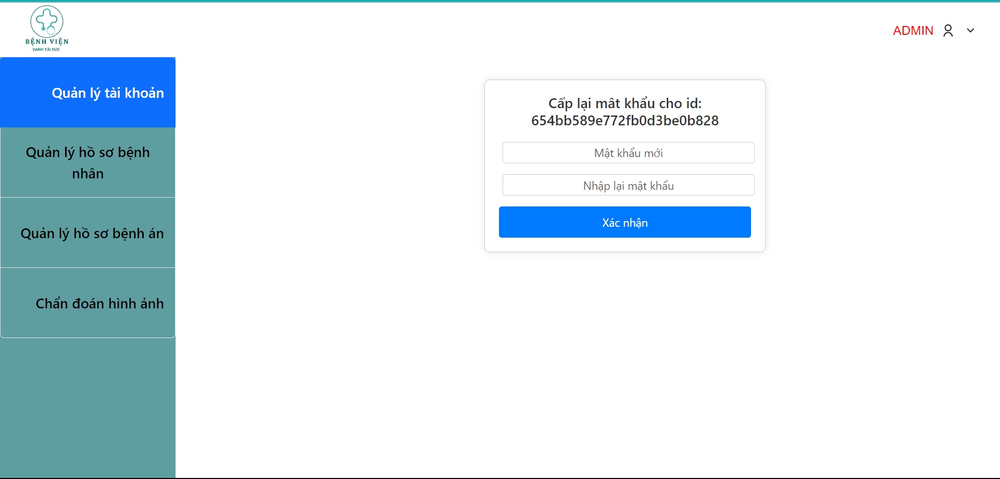 BỆNH VIỆN
DANH TÀI ĐỨC
ADMIN
Quản lý tài khoản
Quản lý hồ sơ bệnh
nhân
Quản lý hồ sơ bệnh án
Chẩn đoán hình ảnh
Cấp lại mât khẩu cho id:
654bb589e772fb0d3be0b828
Mật khẩu mới
Nhập lại mật khẩu
Xác nhận